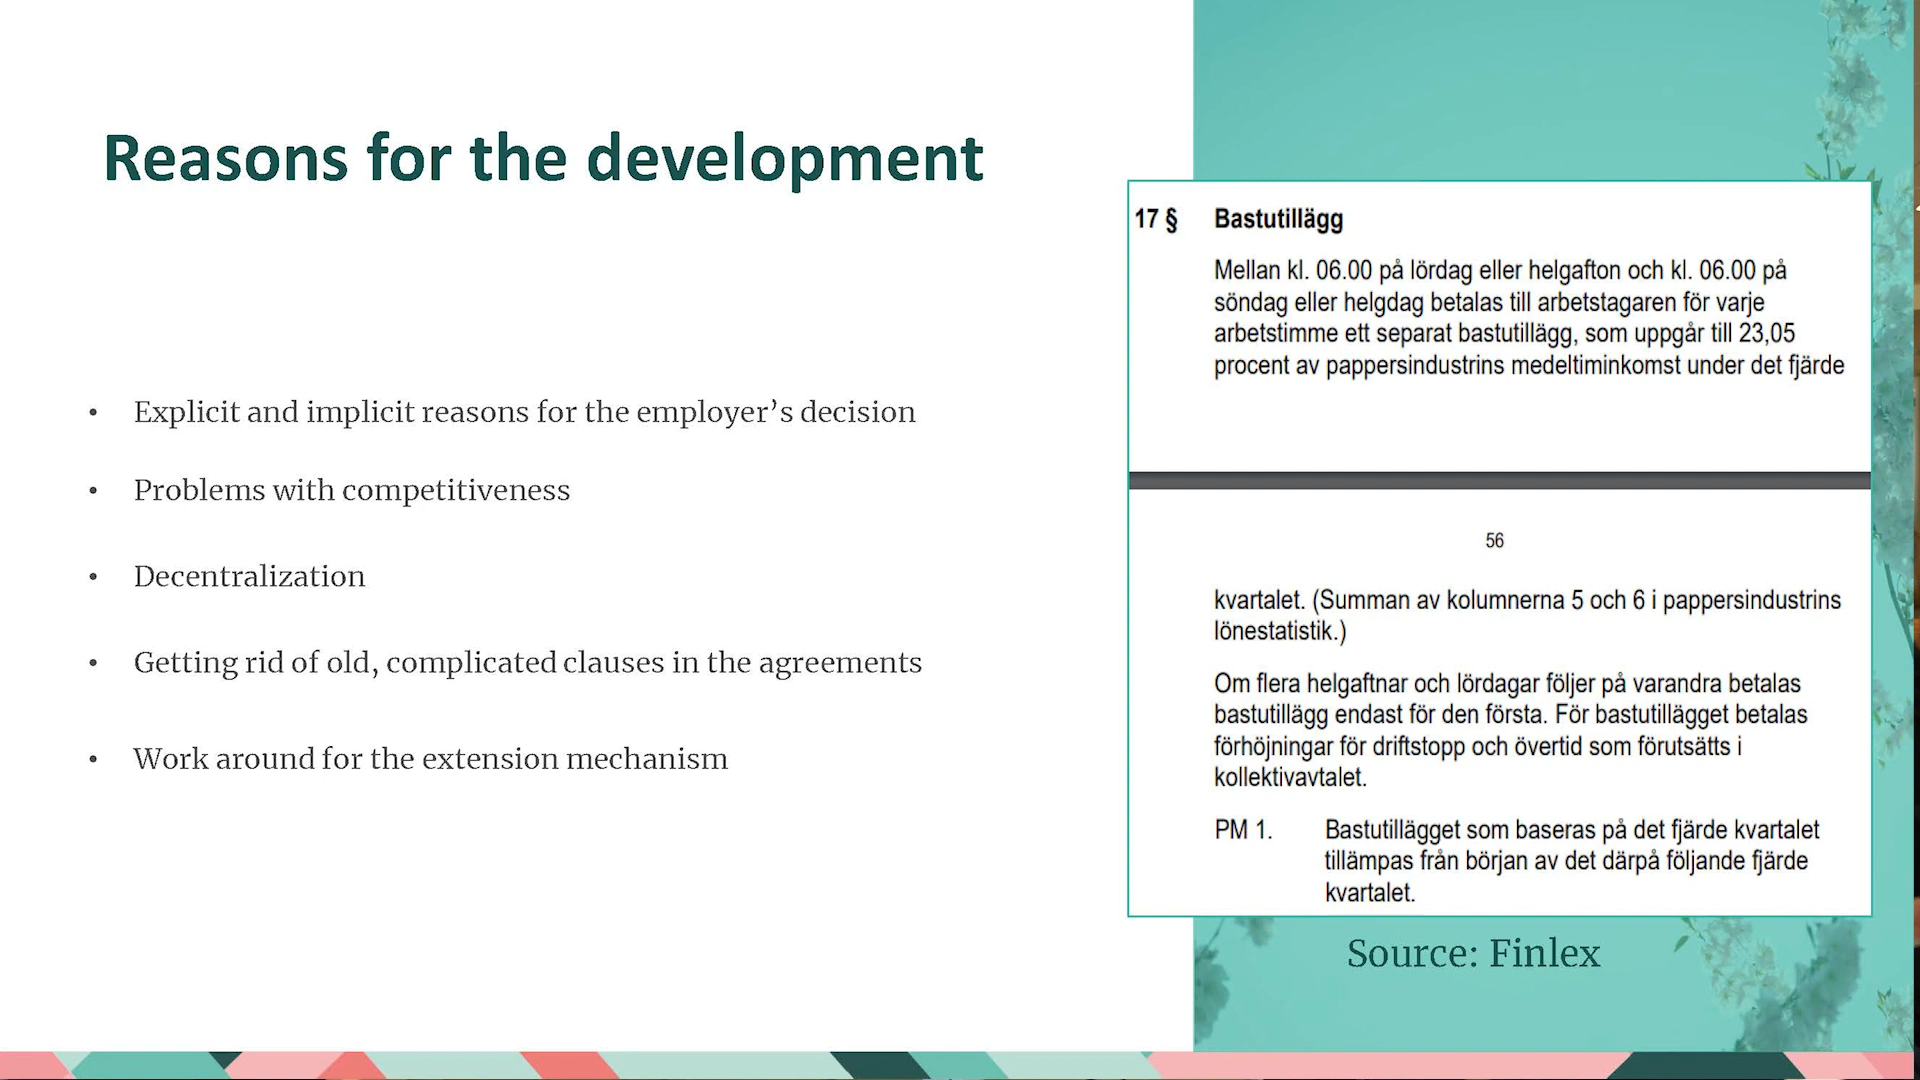 Reasons for the development
• Explicit and implicit reasons for the employer’s decision
• Problems with competitiveness
• Decentralization
• Getting rid of old, complicated clauses in the agreements
• Work around for the extension mechanism
17 § Bastutillägg
Mellan kl. 06.00 på lördag eller helgafton och kl. 06.00 på
söndag eller helgdag betalas till arbetstagaren för varje
arbetstimme ett separat bastutillägg, som uppgår till 23,05
procent av pappersindustrins medeltiminkomst under det fjärde
56
kvartalet. (Summan av kolumnerna 5 och 6 i pappersindustrins
lönestatistik.)
Om flera helgaftnar och lördagar följer på varandra betalas
bastutillägg endast för den första. För bastutillägget betalas
förhöjningar för driftstopp och övertid som förutsätts i
kollektivavtalet.
PM 1. Bastutillägget som baseras på det fjärde kvartalet
tillämpas från början av det därpå följande fjärde
kvartalet.
Source: Finlex